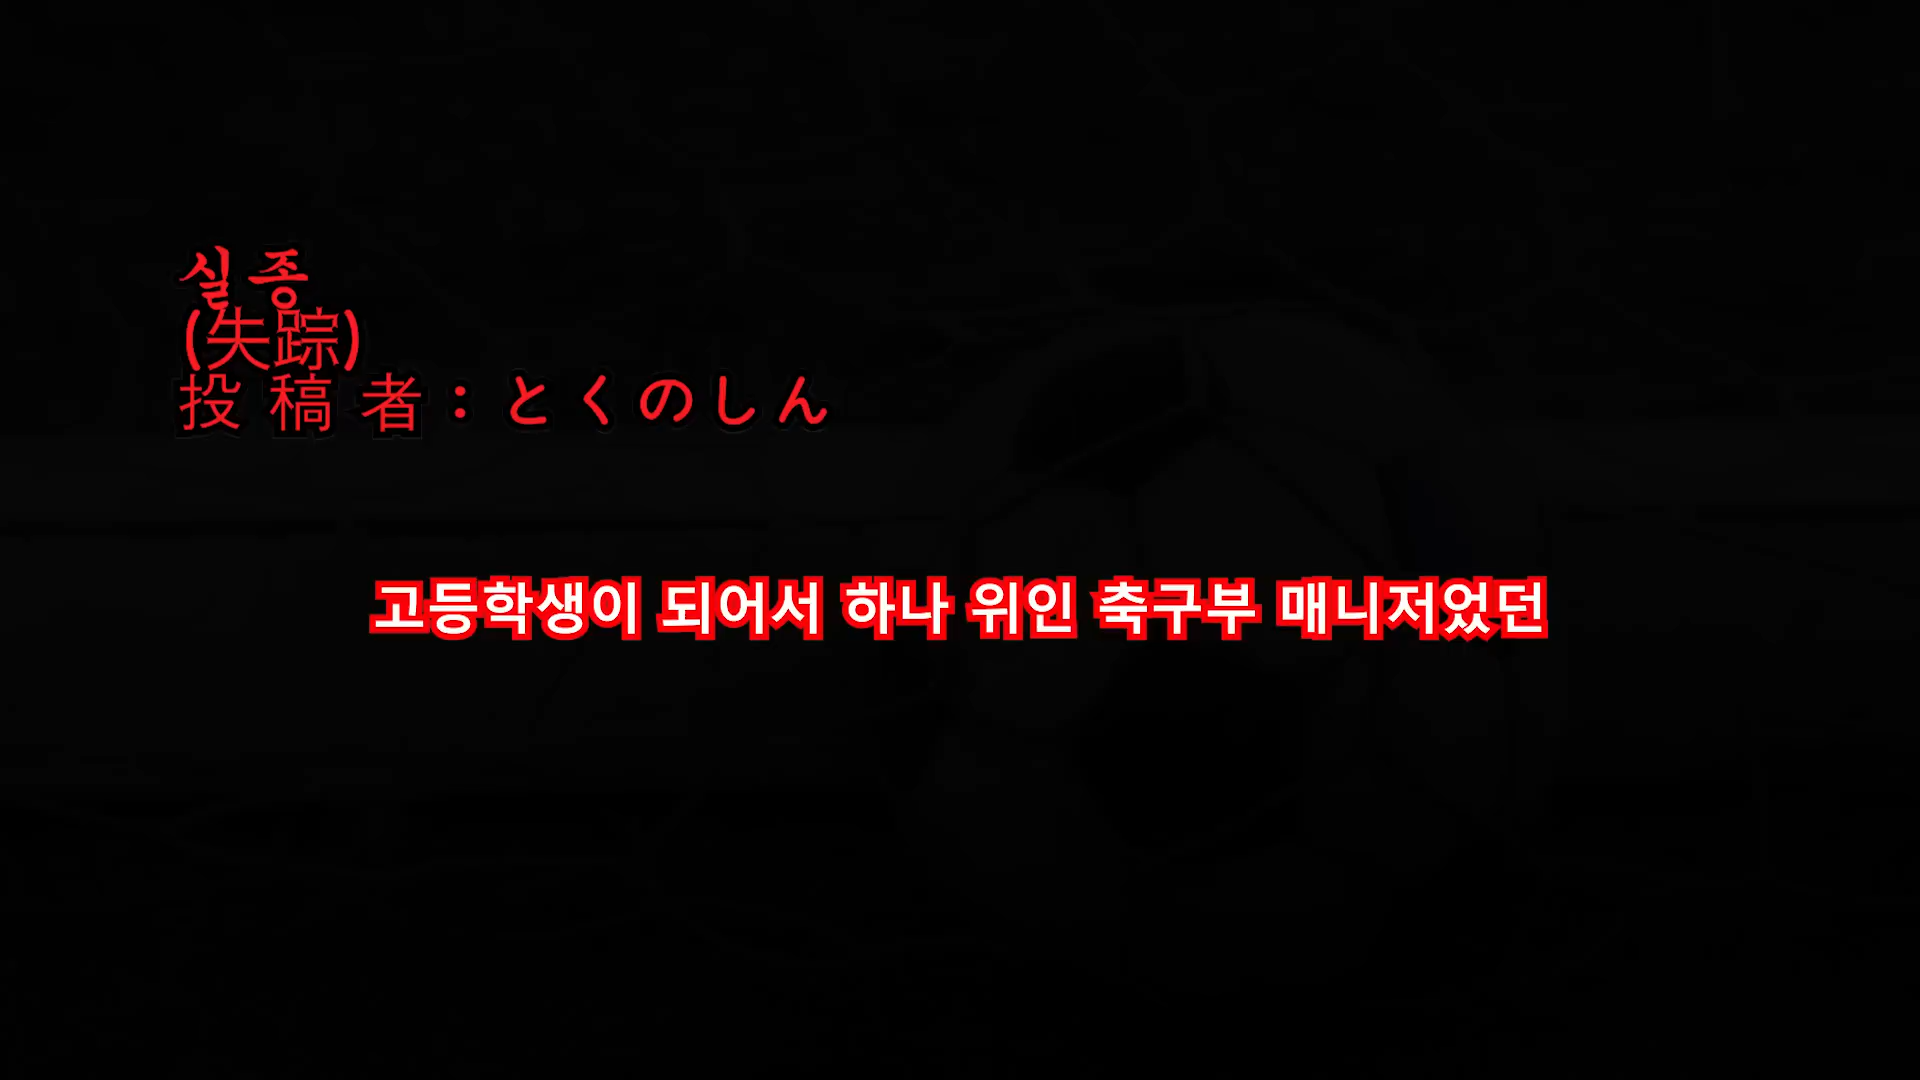 실종
(失踪)
投稿者:とくのしん
고등학생이 되어서 하나 위인 축구부 매니저었던